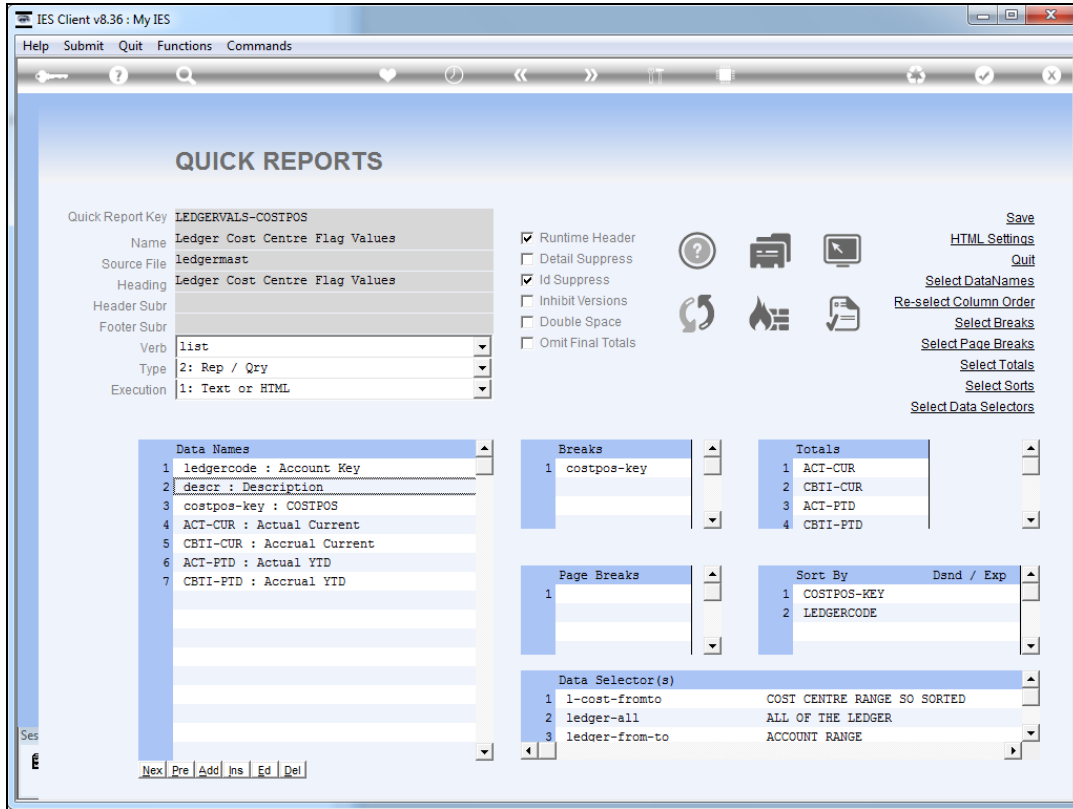 IES Client v8.36 : My IES
Help Submit Quit Functions Commands
QUICK REPORTS
Quick Report Key LEDGERVALS-COSTPOS
Name Ledger Cost Centre Flag Values
Source File ledgermast
Heading Ledger Cost Centre Flag Values
Header Subr
Footer Subr
Verb list
Type 2: Rep / Qry
Execution 1: Text or HTML
Runtime Header
Detail Suppress
Id Suppress
Inhibit Versions
Double Space
Omit Final Totals
Save
HTML Settings
Quit
Select DataNames
Re-select Column Order
Select Breaks
Select Page Breaks
Select Totals
Select Sorts
Select Data Selectors
Data Names
1 ledgercode : Account Key
2 descr : Description
3 costpos-key : COSTPOS
4 ACT-CUR : Actual Current
5 CBTI-CUR : Accrual Current
6 ACT-PTD : Actual YTD
7 CBTI-PTD : Accrual YTD
Breaks
1 costpos-key
Totals
1 ACT-CUR
2 CBTI-CUR
3 ACT-PTD
4 CBTI-PTD
Page Breaks
1
Sort By Dsnd / Exp
1 COSTPOS-KEY
2 LEDGERCODE
Data Selector(s)
1 l-cost-fromto COST CENTRE RANGE SO SORTED
2 ledger-all ALL OF THE LEDGER
3 ledger-from-to ACCOUNT RANGE
Ses
Nex Pre Add Ins Ed Del